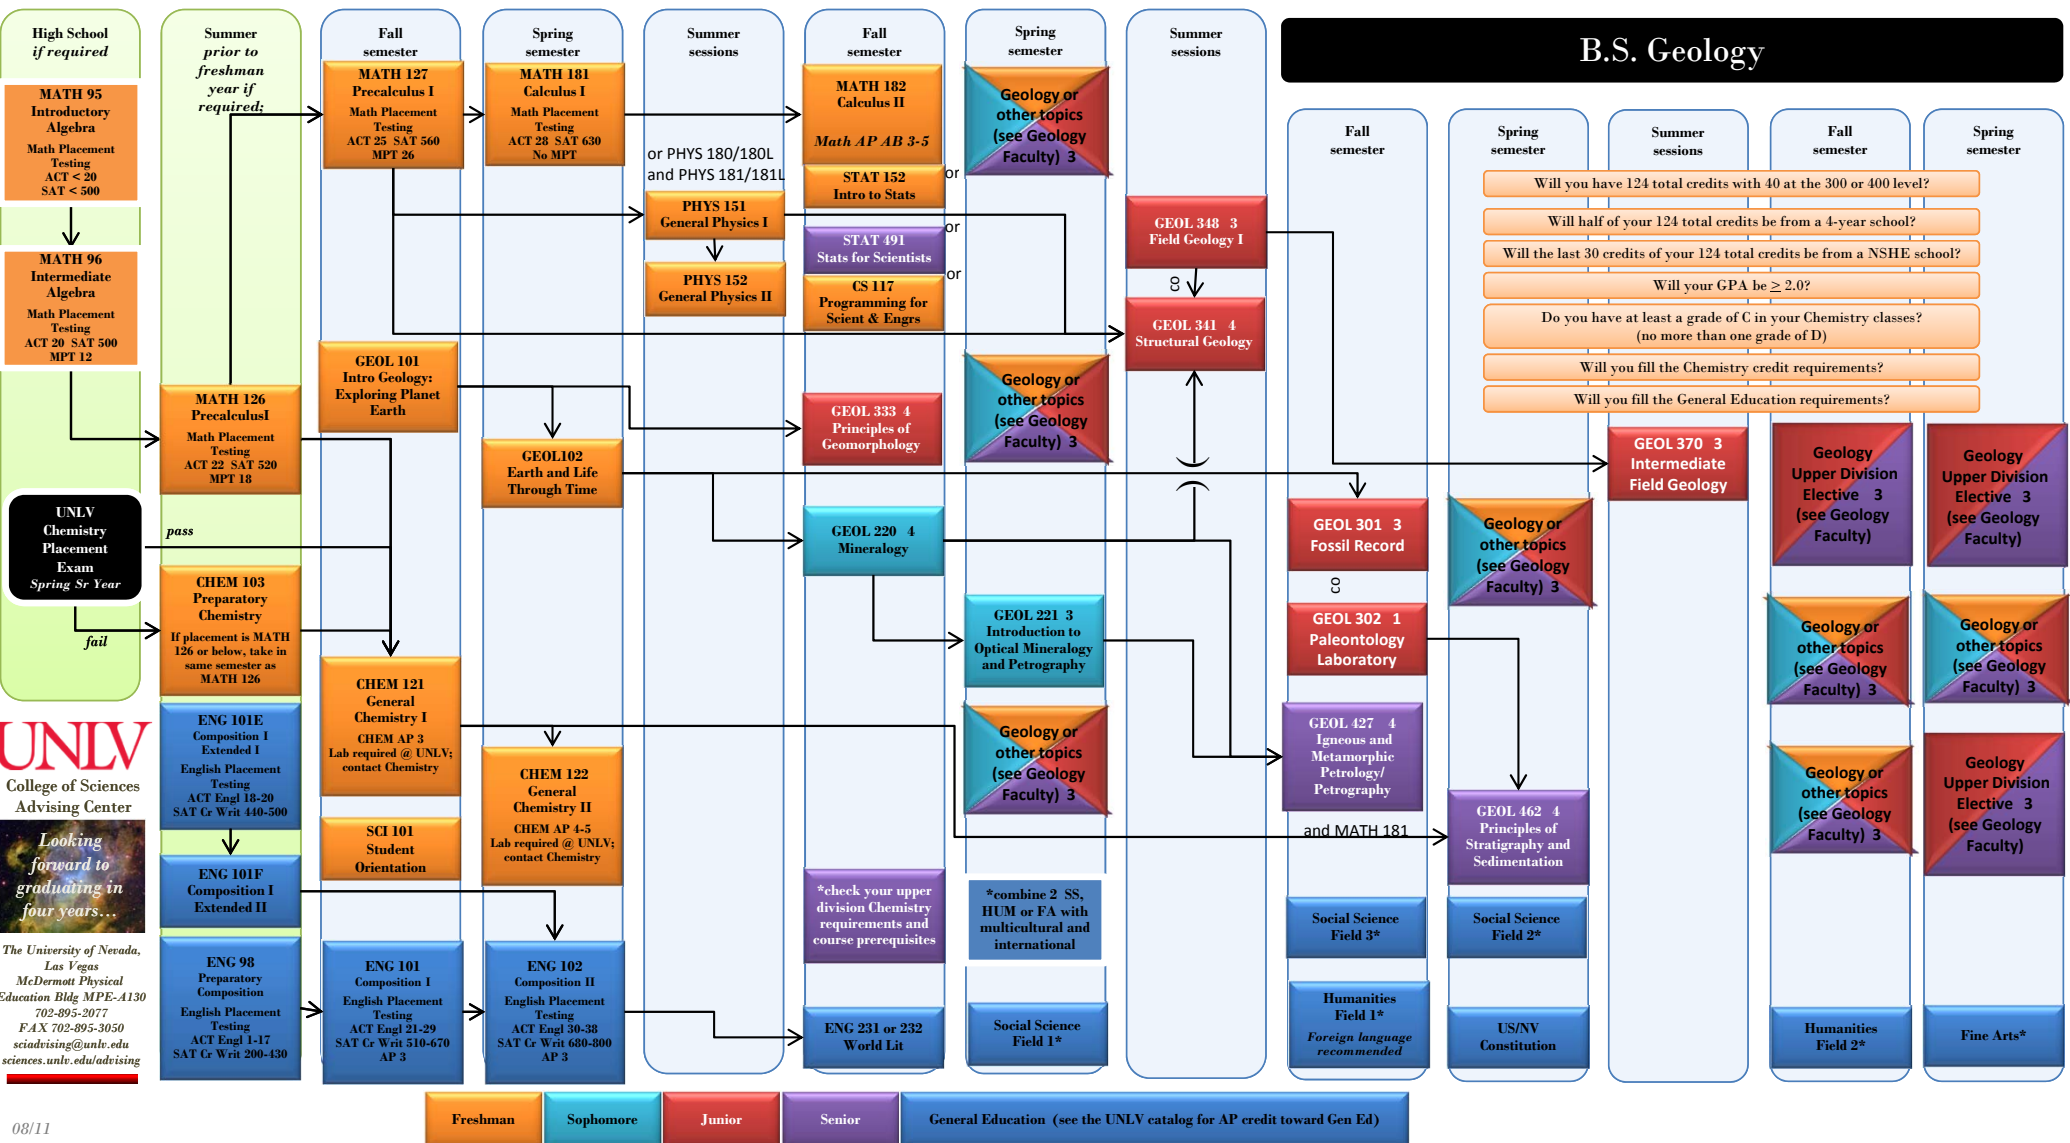 High School
if required
MATH 95
Introductory
Algebra
Math Placement
Testing
ACT < 20
SAT < 500
MATH 96
Intermediate
Algebra
Math Placement
Testing
ACT 20 SAT 500
MPT 12
UNLV
Chemistry
Placement
Exam
Spring Sr Year
pass
fail
UNLV
College of Sciences
Advising Center
Looking
forward to
graduating in
four years…
The University of Nevada,
Las Vegas
McDermott Physical
Education Bldg MPE-A130
702-895-2077
FAX 702-895-3050
sciadvising@unlv.edu
sciences.unlv.edu/advising
08/11
Summer
prior to
freshman
year if
required;
MATH 126
PrecalculusI
Math Placement
Testing
ACT 22 SAT 520
MPT 18
CHEM 103
Preparatory
Chemistry
If placement is MATH
126 or below, take in
same semester as
MATH 126
ENG 101E
Composition I
Extended I
English Placement
Testing
ACT Engl 18-20
SAT Cr Writ 440-500
ENG 101F
Composition I
Extended II
ENG 98
Preparatory
Composition
English Placement
Testing
ACT Engl 1-17
SAT Cr Writ 200-430
Fall
semester
MATH 127
Precalculus I
Math Placement
Testing
ACT 25 SAT 560
MPT 26
GEOL 101
Intro Geology:
Exploring Planet
Earth
CHEM 121
General
Chemistry I
CHEM AP 3
Lab required @ UNLV;
contact Chemistry
SCI 101
Student
Orientation
ENG 101
Composition I
English Placement
Testing
ACT Engl 21-29
SAT Cr Writ 510-670
AP 3
Spring
semester
MATH 181
Calculus I
Math Placement
Testing
ACT 28 SAT 630
No MPT
GEOL102
Earth and Life
Through Time
CHEM 122
General
Chemistry II
CHEM AP 4-5
Lab required @ UNLV;
contact Chemistry
ENG 102
Composition II
English Placement
Testing
ACT Engl 30-38
SAT Cr Writ 680-800
AP 3
Summer
sessions
or PHYS 180/180L
and PHYS 181/181L
PHYS 151
General Physics I
PHYS 152
General Physics II
Fall
semester
MATH 182
Calculus II
Math AP AB 3-5
or
STAT 152
Intro to Stats
or
STAT 491
Stats for Scientists
or
CS 117
Programming for
Scient & Engrs
GEOL 333 4
Principles of
Geomorphology
GEOL 220 4
Mineralogy
*check your upper
division Chemistry
requirements and
course prerequisites
ENG 231 or 232
World Lit
Spring
semester
Geology or
other topics
(see Geology
Faculty) 3
Geology or
other topics
(see Geology
Faculty) 3
GEOL 221 3
Introduction to
Optical Mineralogy
and Petrography
Geology or
other topics
(see Geology
Faculty) 3
*combine 2 SS,
HUM or FA with
multicultural and
international
Social Science
Field 1*
Summer
sessions
GEOL 348 3
Field Geology I
co
GEOL 341 4
Structural Geology
B.S. Geology
Fall
semester
GEOL 301 3
Fossil Record
co
GEOL 302 1
Paleontology
Laboratory
GEOL 427 4
Igneous and
Metamorphic
Petrology/
Petrography
and MATH 181
Social Science
Field 3*
Humanities
Field 1*
Foreign language
recommended
Spring
semester
Will you have 124 total credits with 40 at the 300 or 400 level?
Will half of your 124 total credits be from a 4-year school?
Will the last 30 credits of your 124 total credits be from a NSHE school?
Will your GPA be ≥ 2.0?
Do you have at least a grade of C in your Chemistry classes?
(no more than one grade of D)
Will you fill the Chemistry credit requirements?
Will you fill the General Education requirements?
Geology or
other topics
(see Geology
Faculty) 3
GEOL 462 4
Principles of
Stratigraphy and
Sedimentation
Social Science
Field 2*
US/NV
Constitution
Summer
sessions
GEOL 370 3
Intermediate
Field Geology
Fall
semester
Geology
Upper Division
Elective 3
(see Geology
Faculty)
Geology or
other topics
(see Geology
Faculty) 3
Geology or
other topics
(see Geology
Faculty) 3
Humanities
Field 2*
Spring
semester
Geology
Upper Division
Elective 3
(see Geology
Faculty)
Geology or
other topics
(see Geology
Faculty) 3
Geology
Upper Division
Elective 3
(see Geology
Faculty)
Fine Arts*
Freshman
Sophomore
Junior
Senior
General Education (see the UNLV catalog for AP credit toward Gen Ed)